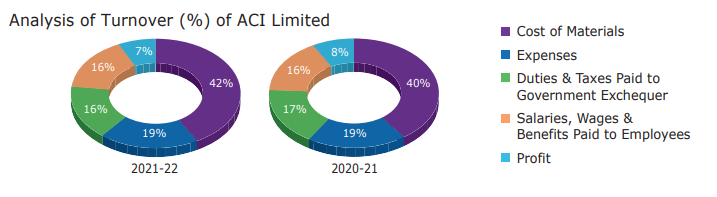 Analysis of Turnover (%) of ACI Limited
7%
16%
42%
16%
19%
2021-22
8%
16%
40%
17%
19%
2020-21
Cost of Materials
Expenses
Duties & Taxes Paid to
Government Exchequer
Salaries, Wages &
Benefits Paid to Employees
Profit